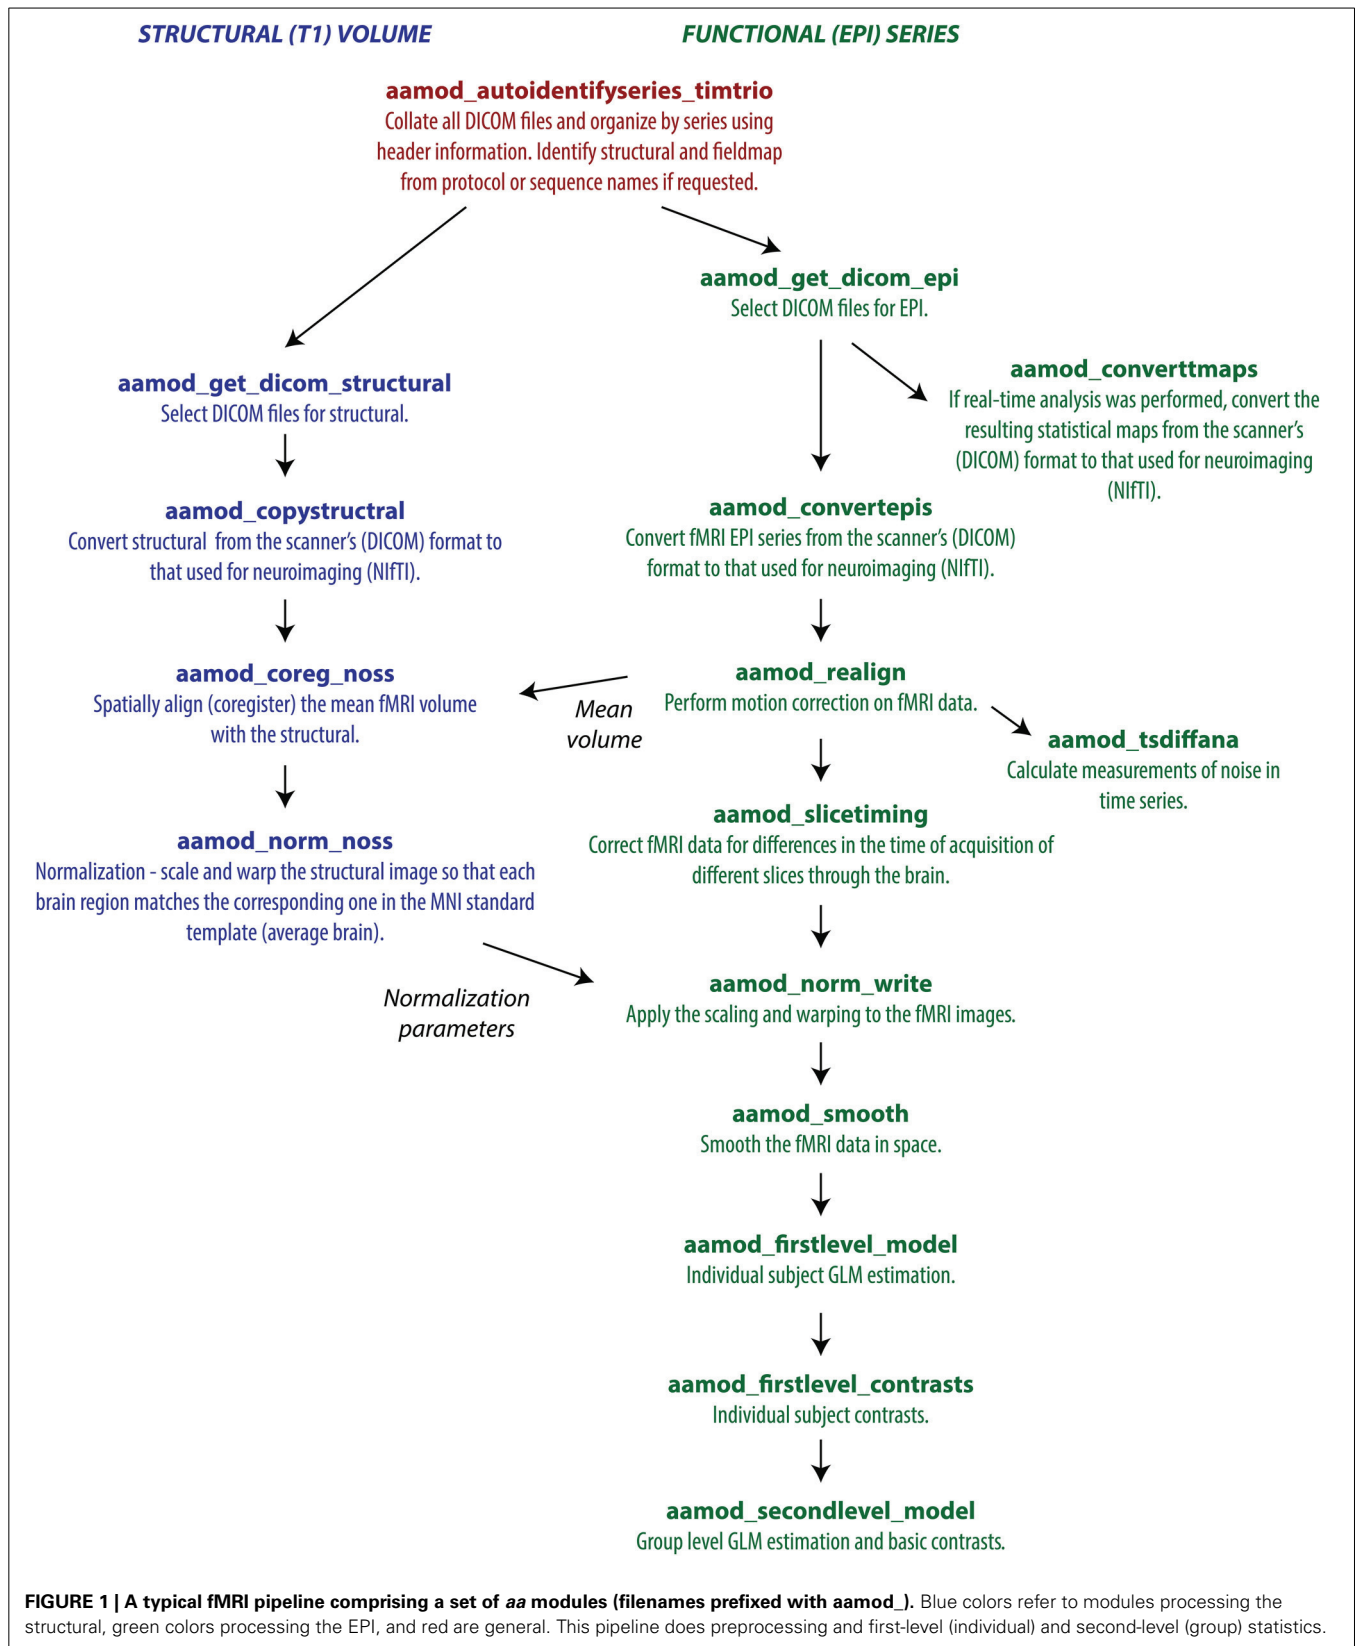 STRUCTURAL (T1) VOLUME
FUNCTIONAL (EPI) SERIES
aamod_autoidentifyseries_timtrio
Collate all DICOM files and organize by series using
header information. Identify structural and fieldmap
from protocol or sequence names if requested.
aamod_get_dicom_epi
Select DICOM files for EPI.
aamod_get_dicom_structural
Select DICOM files for structural.
aamod_converttmaps
If real-time analysis was performed, convert the
resulting statistical maps from the scanner's
(DICOM) format to that used for neuroimaging
(NIfTI).
aamod_copystructral
Convert structural from the scanner's (DICOM) format to
that used for neuroimaging (NIfTI).
aamod_convertepis
Convert fMRI EPI series from the scanner's (DICOM)
format to that used for neuroimaging (NIfTI).
aamod_coreg_noss
Spatially align (coregister) the mean fMRI volume
with the structural.
Mean
volume
aamod_realign
Perform motion correction on fMRI data.
aamod_tsdiffana
Calculate measurements of noise in
time series.
aamod_slicetiming
Correct fMRI data for differences in the time of acquisition of
different slices through the brain.
aamod_norm_noss
Normalization - scale and warp the structural image so that each
brain region matches the corresponding one in the MNI standard
template (average brain).
Normalization
parameters
aamod_norm_write
Apply the scaling and warping to the fMRI images.
aamod_smooth
Smooth the fMRI data in space.
aamod_firstlevel_model
Individual subject GLM estimation.
aamod_firstlevel_contrasts
Individual subject contrasts.
aamod_secondlevel_model
Group level GLM estimation and basic contrasts.
FIGURE 1 | A typical fMRI pipeline comprising a set of aa modules (filenames prefixed with aamod_). Blue colors refer to modules processing the
structural, green colors processing the EPI, and red are general. This pipeline does preprocessing and first-level (individual) and second-level (group) statistics.